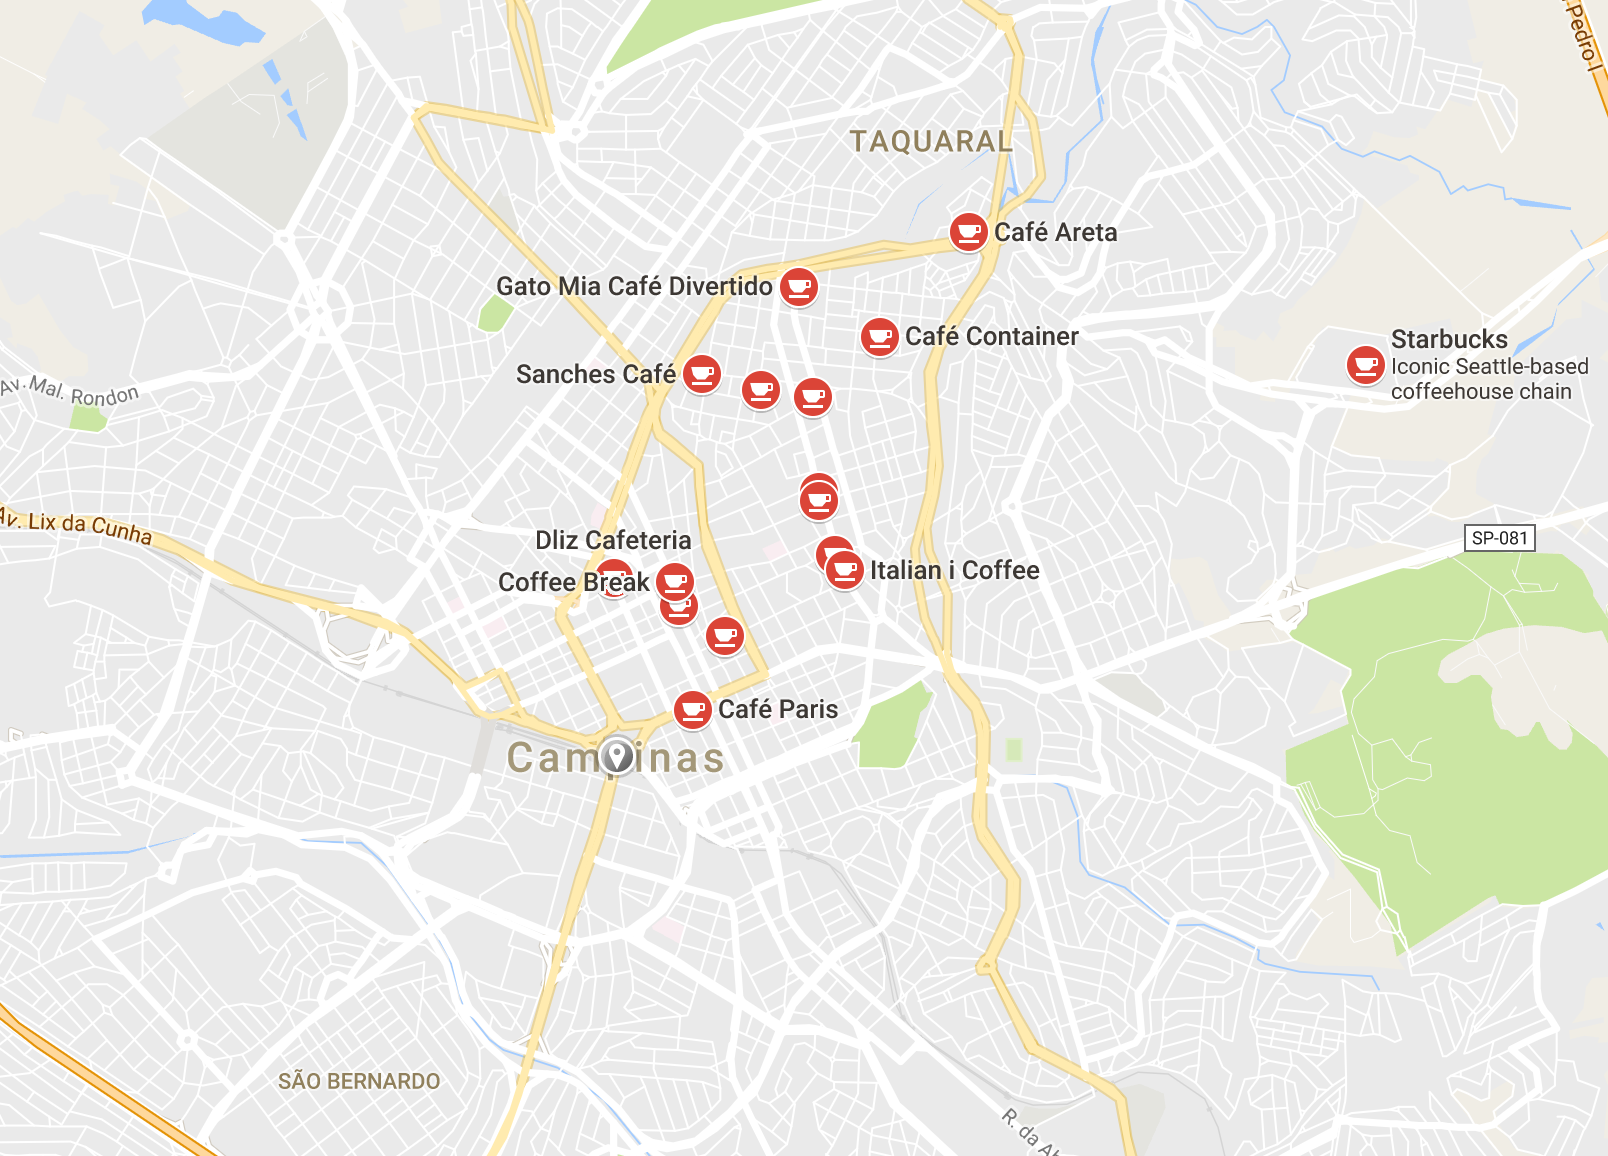 Pedro I
TAQUARAL
Café Areta
Gato Mia Café Divertido
Café Container
Starbucks
Iconic Seattle-based
coffeehouse chain
Sanches Café
Av. Mal. Rondon
Av. Lix da Cunha
Dliz Cafeteria
SP-081
Coffee Break
Italian i Coffee
Café Paris
Campinas
SÃO BERNARDO
R. da